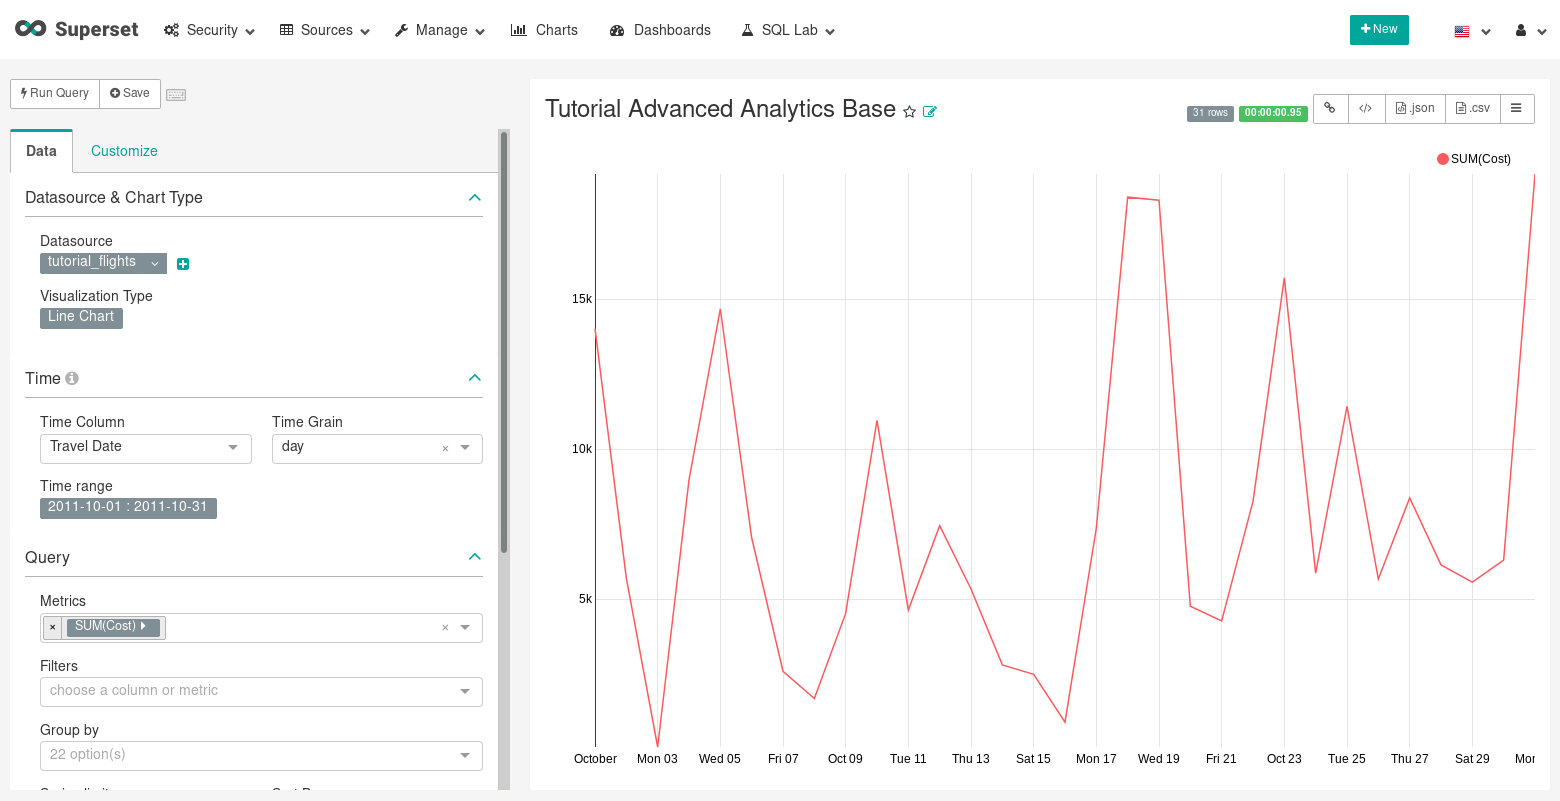 Superset Security Sources Manage Charts Dashboards SQL Lab New
Run Query Save
Tutorial Advanced Analytics Base
31 rows 00:00:00.95 </> .json .csv
Data Customize
Datasource & Chart Type
Datasource
tutorial_flights
Visualization Type
Line Chart
Time
Time Column Time Grain
Travel Date day ×
Time range
2011-10-01 : 2011-10-31
Query
Metrics
× SUM(Cost) ×
Filters
choose a column or metric
Group by
22 option(s)
SUM(Cost)
15k
10k
5k
October Mon 03 Wed 05 Fri 07 Oct 09 Tue 11 Thu 13 Sat 15 Mon 17 Wed 19 Fri 21 Oct 23 Tue 25 Thu 27 Sat 29